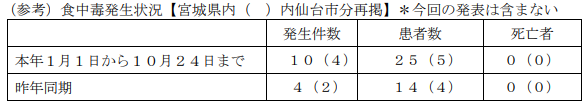 （参考）食中毒発生状況【宮城県内（　）内仙台市分再掲】＊今回の発表は含まない
発生件数 患者数 死亡者
本年１月１日から１０月２４日まで １０（４） ２５（５） ０（０）
昨年同期 ４（２） １４（４） ０（０）